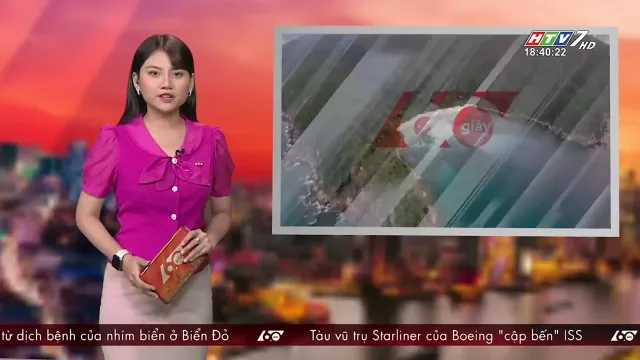 HTV7 HD
18:40:22
60 giây
từ dịch bệnh của nhím biển ở Biển Đỏ 60 Tàu vũ trụ Starliner của Boeing "cập bến" ISS 60